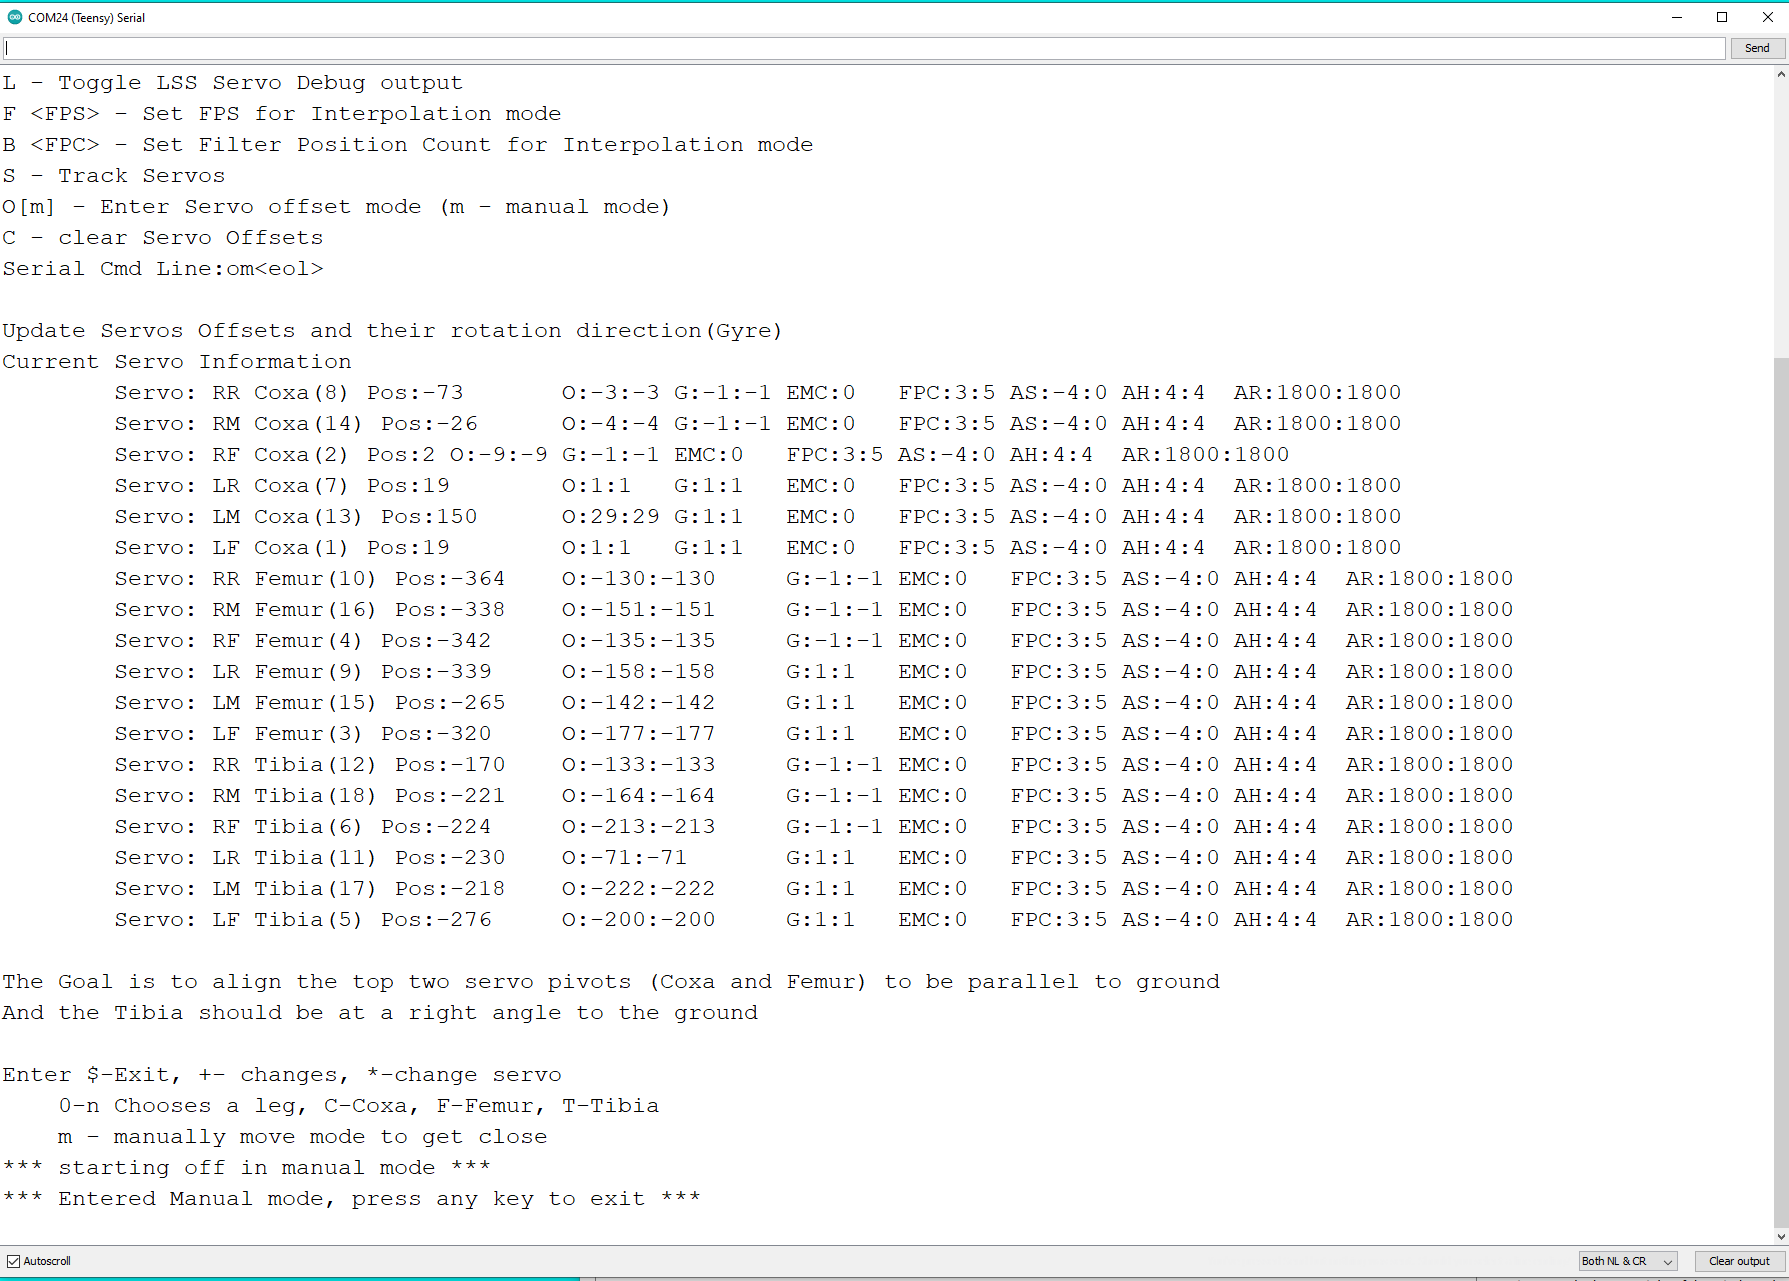 COM24 (Teensy) Serial
Send
L - Toggle LSS Servo Debug output
F <FPS> - Set FPS for Interpolation mode
B <FPC> - Set Filter Position Count for Interpolation mode
S - Track Servos
O[m] - Enter Servo offset mode (m - manual mode)
C - clear Servo Offsets
Serial Cmd Line:om<eol>
Update Servos Offsets and their rotation direction(Gyre)
Current Servo Information
Servo: RR Coxa(8) Pos:-73 O:-3:-3 G:-1:-1 EMC:0 FPC:3:5 AS:-4:0 AH:4:4 AR:1800:1800
Servo: RM Coxa(14) Pos:-26 O:-4:-4 G:-1:-1 EMC:0 FPC:3:5 AS:-4:0 AH:4:4 AR:1800:1800
Servo: RF Coxa(2) Pos:2 O:-9:-9 G:-1:-1 EMC:0 FPC:3:5 AS:-4:0 AH:4:4 AR:1800:1800
Servo: LR Coxa(7) Pos:19 O:1:1 G:1:1 EMC:0 FPC:3:5 AS:-4:0 AH:4:4 AR:1800:1800
Servo: LM Coxa(13) Pos:150 O:29:29 G:1:1 EMC:0 FPC:3:5 AS:-4:0 AH:4:4 AR:1800:1800
Servo: LF Coxa(1) Pos:19 O:1:1 G:1:1 EMC:0 FPC:3:5 AS:-4:0 AH:4:4 AR:1800:1800
Servo: RR Femur(10) Pos:-364 O:-130:-130 G:-1:-1 EMC:0 FPC:3:5 AS:-4:0 AH:4:4 AR:1800:1800
Servo: RM Femur(16) Pos:-338 O:-151:-151 G:-1:-1 EMC:0 FPC:3:5 AS:-4:0 AH:4:4 AR:1800:1800
Servo: RF Femur(4) Pos:-342 O:-135:-135 G:-1:-1 EMC:0 FPC:3:5 AS:-4:0 AH:4:4 AR:1800:1800
Servo: LR Femur(9) Pos:-339 O:-158:-158 G:1:1 EMC:0 FPC:3:5 AS:-4:0 AH:4:4 AR:1800:1800
Servo: LM Femur(15) Pos:-265 O:-142:-142 G:1:1 EMC:0 FPC:3:5 AS:-4:0 AH:4:4 AR:1800:1800
Servo: LF Femur(3) Pos:-320 O:-177:-177 G:1:1 EMC:0 FPC:3:5 AS:-4:0 AH:4:4 AR:1800:1800
Servo: RR Tibia(12) Pos:-170 O:-133:-133 G:-1:-1 EMC:0 FPC:3:5 AS:-4:0 AH:4:4 AR:1800:1800
Servo: RM Tibia(18) Pos:-221 O:-164:-164 G:-1:-1 EMC:0 FPC:3:5 AS:-4:0 AH:4:4 AR:1800:1800
Servo: RF Tibia(6) Pos:-224 O:-213:-213 G:-1:-1 EMC:0 FPC:3:5 AS:-4:0 AH:4:4 AR:1800:1800
Servo: LR Tibia(11) Pos:-230 O:-71:-71 G:1:1 EMC:0 FPC:3:5 AS:-4:0 AH:4:4 AR:1800:1800
Servo: LM Tibia(17) Pos:-218 O:-222:-222 G:1:1 EMC:0 FPC:3:5 AS:-4:0 AH:4:4 AR:1800:1800
Servo: LF Tibia(5) Pos:-276 O:-200:-200 G:1:1 EMC:0 FPC:3:5 AS:-4:0 AH:4:4 AR:1800:1800
The Goal is to align the top two servo pivots (Coxa and Femur) to be parallel to ground
And the Tibia should be at a right angle to the ground
Enter $-Exit, +- changes, *-change servo
0-n Chooses a leg, C-Coxa, F-Femur, T-Tibia
m - manually move mode to get close
*** starting off in manual mode ***
*** Entered Manual mode, press any key to exit ***
Autoscroll
Both NL & CR
Clear output